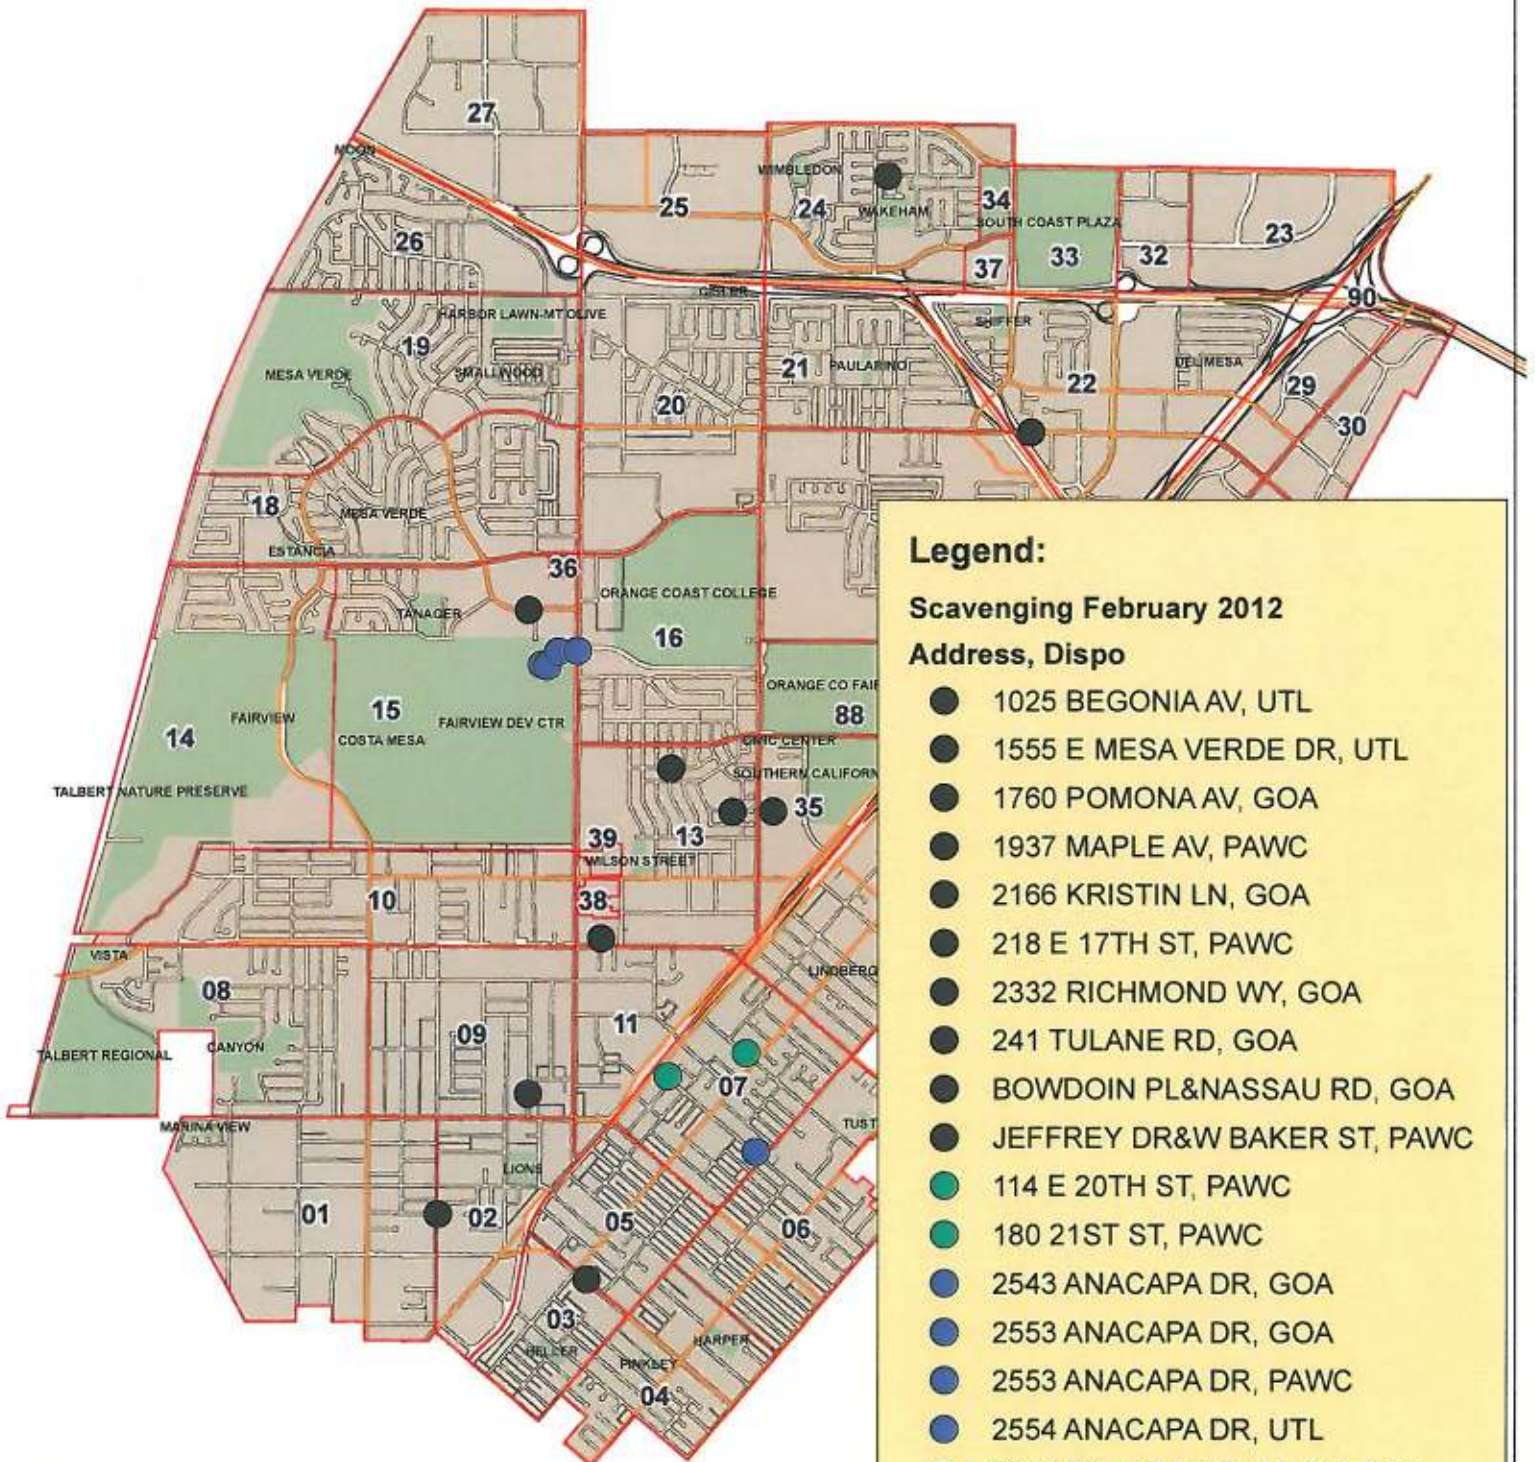 27
MOON
WIMBLEDON
25
24
WAKEHAM
34
SOUTH COAST PLAZA
23
26
37
33
32
GISLER
90
HARBOR LAWN-MT OLIVE
SHIFFER
19
MESA VERDE
SMALLWOOD
21
PAULARINO
DEL MESA
22
29
20
30
18
MESA VERDE
ESTANCIA
36
TANAGER
ORANGE COAST COLLEGE
16
ORANGE CO FAI
15
FAIRVIEW
FAIRVIEW DEV CTR
88
14
COSTA MESA
CIVIC CENTER
SOUTHERN CALIFORN
TALBERT NATURE PRESERVE
35
39
13
WILSON STREET
10
38
VISTA
LINDBERG
08
11
09
CANYON
TALBERT REGIONAL
07
MARINA VIEW
TUST
LIONS
01
02
05
06
03
HELLER
HARPER
PINKLEY
04
Legend:
Scavenging February 2012
Address, Dispo
1025 BEGONIA AV, UTL
1555 E MESA VERDE DR, UTL
1760 POMONA AV, GOA
1937 MAPLE AV, PAWC
2166 KRISTIN LN, GOA
218 E 17TH ST, PAWC
2332 RICHMOND WY, GOA
241 TULANE RD, GOA
BOWDOIN PL&NASSAU RD, GOA
JEFFREY DR&W BAKER ST, PAWC
114 E 20TH ST, PAWC
180 21ST ST, PAWC
2543 ANACAPA DR, GOA
2553 ANACAPA DR, GOA
2553 ANACAPA DR, PAWC
2554 ANACAPA DR, UTL